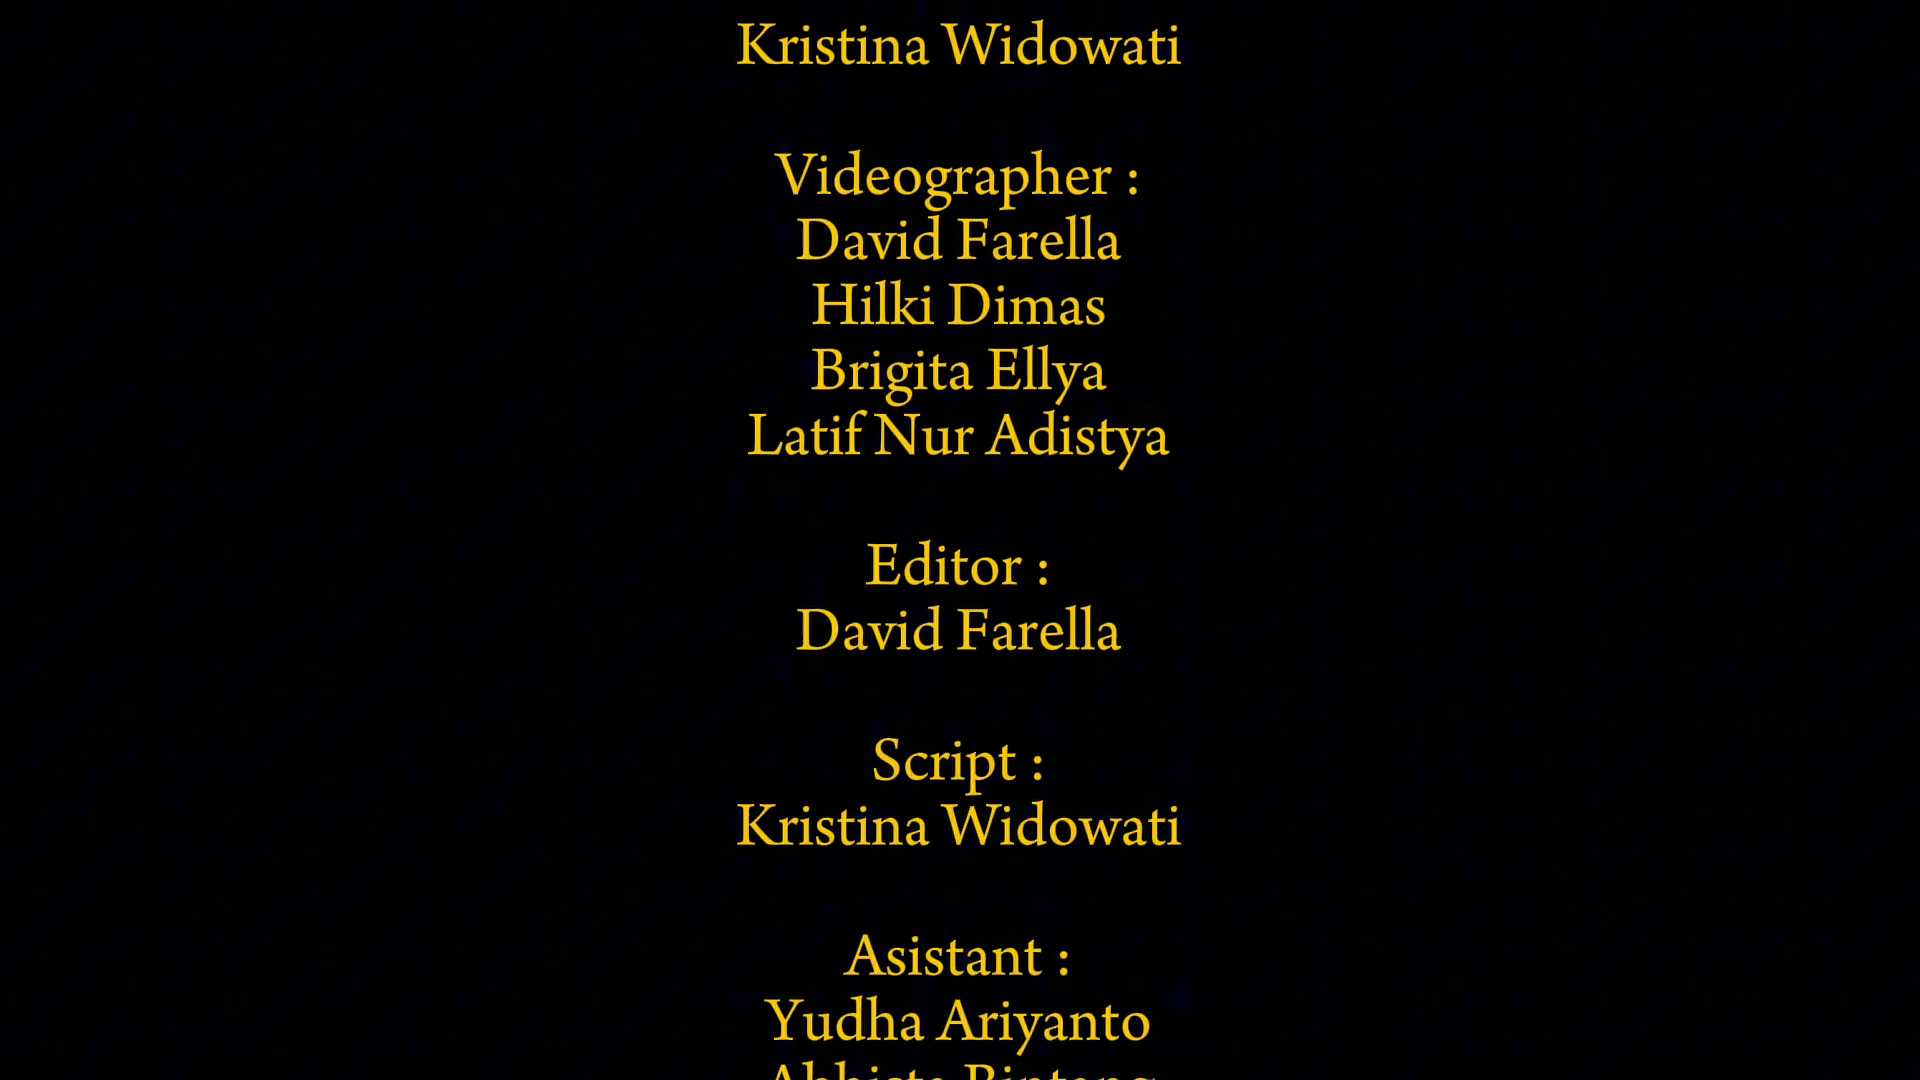 Kristina Widowati
Videographer :
David Farella
Hilki Dimas
Brigita Ellya
Latif Nur Adistya
Editor :
David Farella
Script :
Kristina Widowati
Asistant :
Yudha Ariyanto